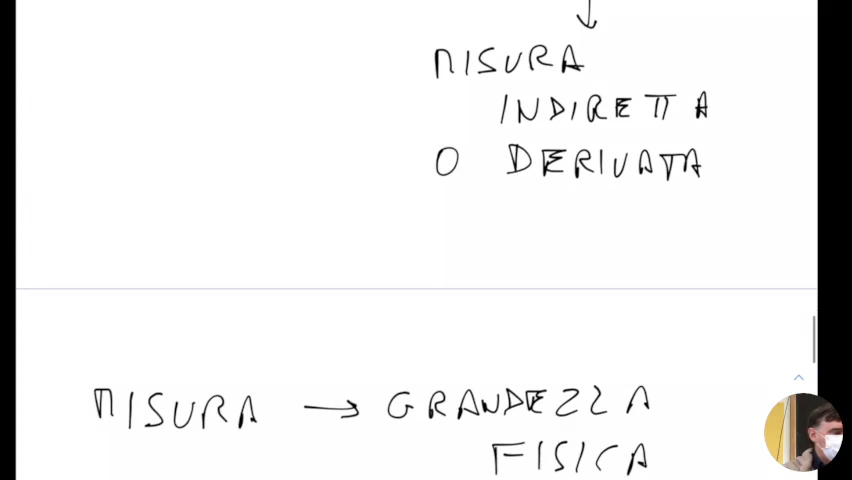 MISURA
INDIRETTA
O DERIVATA
MISURA → GRANDEZZA
FISICA